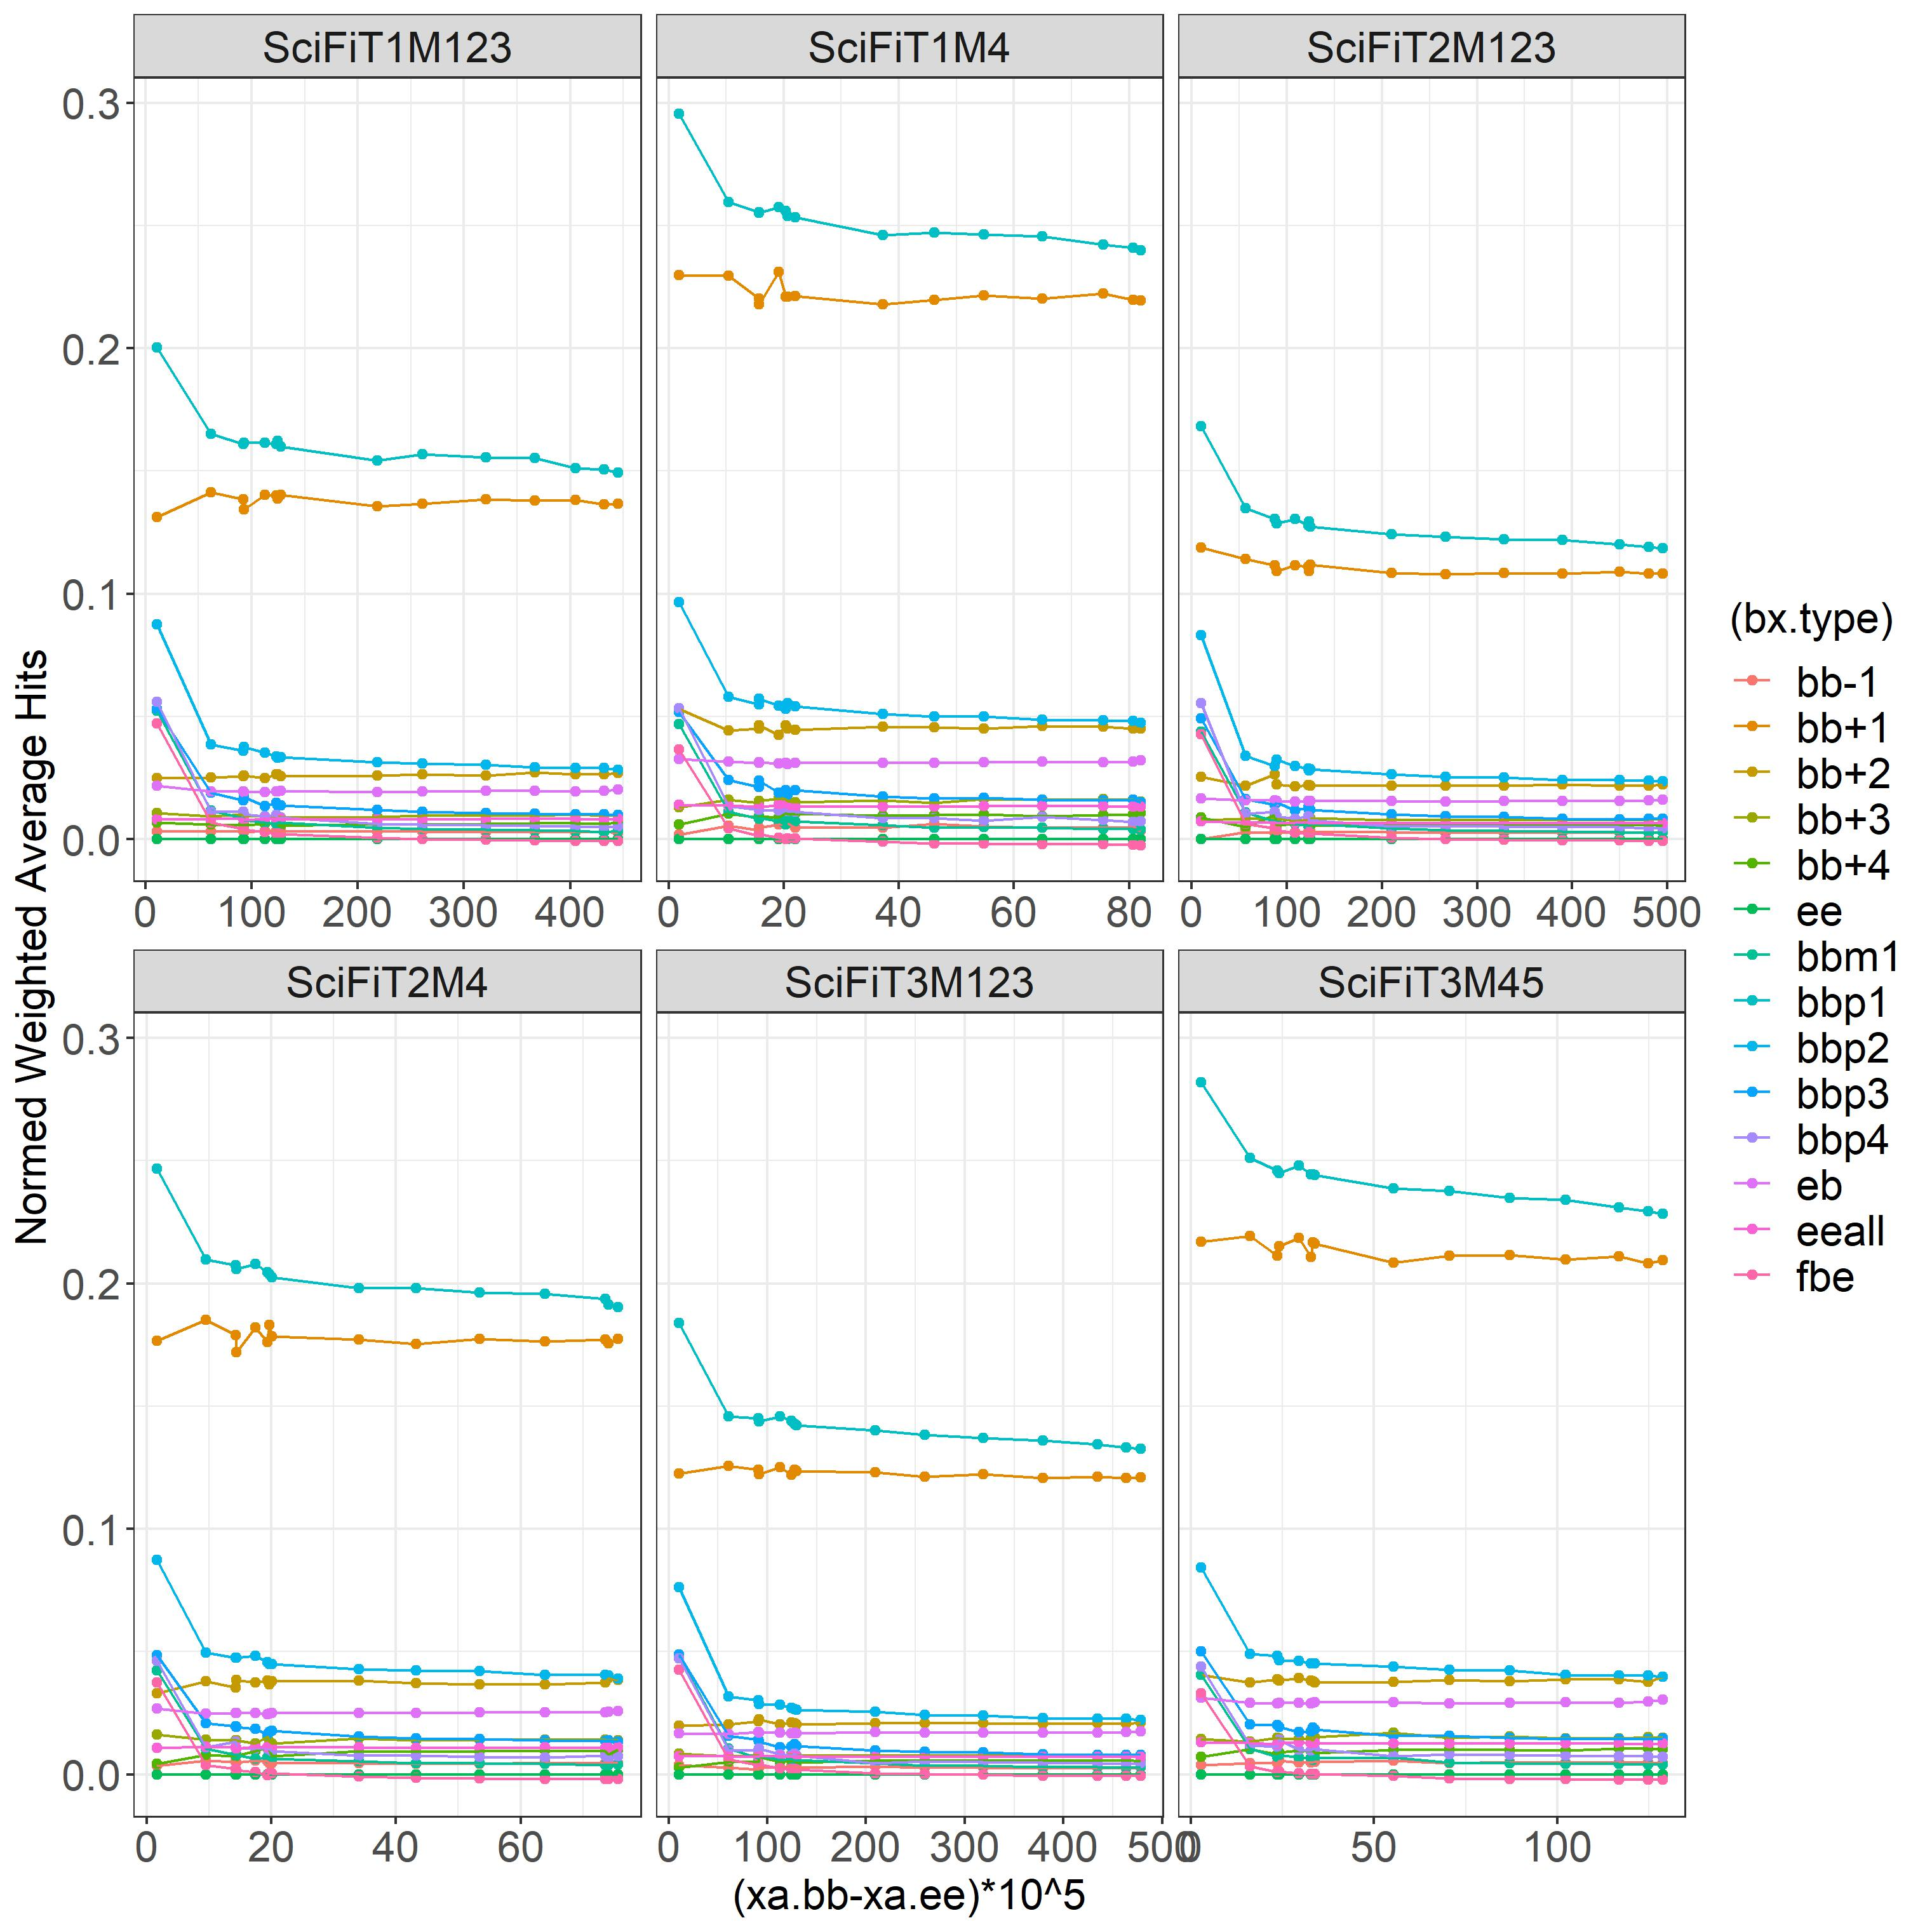 SciFiT1M123 SciFiT1M4 SciFiT2M123
0.3
0.2
0.1
0.0
0 100 200 300 400 0 20 40 60 80 0 100 200 300 400 500
SciFiT2M4 SciFiT3M123 SciFiT3M45
0.3
0.2
0.1
0.0
0 20 40 60 0 100 200 300 400 500 0 50 100
(xa.bb-xa.ee)*10^5
Normed Weighted Average Hits
(bx.type)
bb-1
bb+1
bb+2
bb+3
bb+4
ee
bbm1
bbp1
bbp2
bbp3
bbp4
eb
eeall
fbe